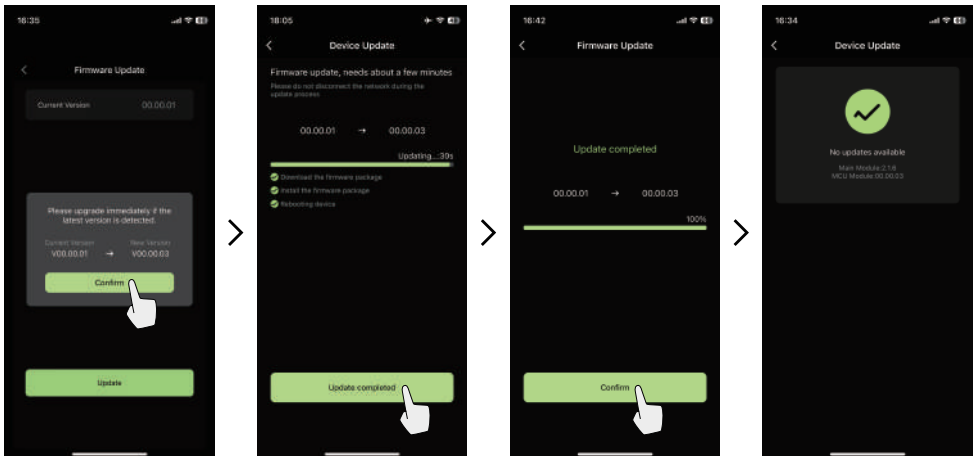 16:35
Firmware Update
Current Version 00.00.01
Please upgrade immediately if the
latest version is detected.
Current Version New Version
V00.00.01 → V00.00.03
Confirm
Update
18:05
Device Update
Firmware update, needs about a few minutes
Please do not disconnect the network during the
update process
00.00.01 → 00.00.03
Updating...:39s
Download the firmware package
Install the firmware package
Rebooting device
Update completed
16:42
Firmware Update
Update completed
00.00.01 → 00.00.03
100%
Confirm
16:34
Device Update
No updates available
Main Module:2.1.6
MCU Module:00.00.03